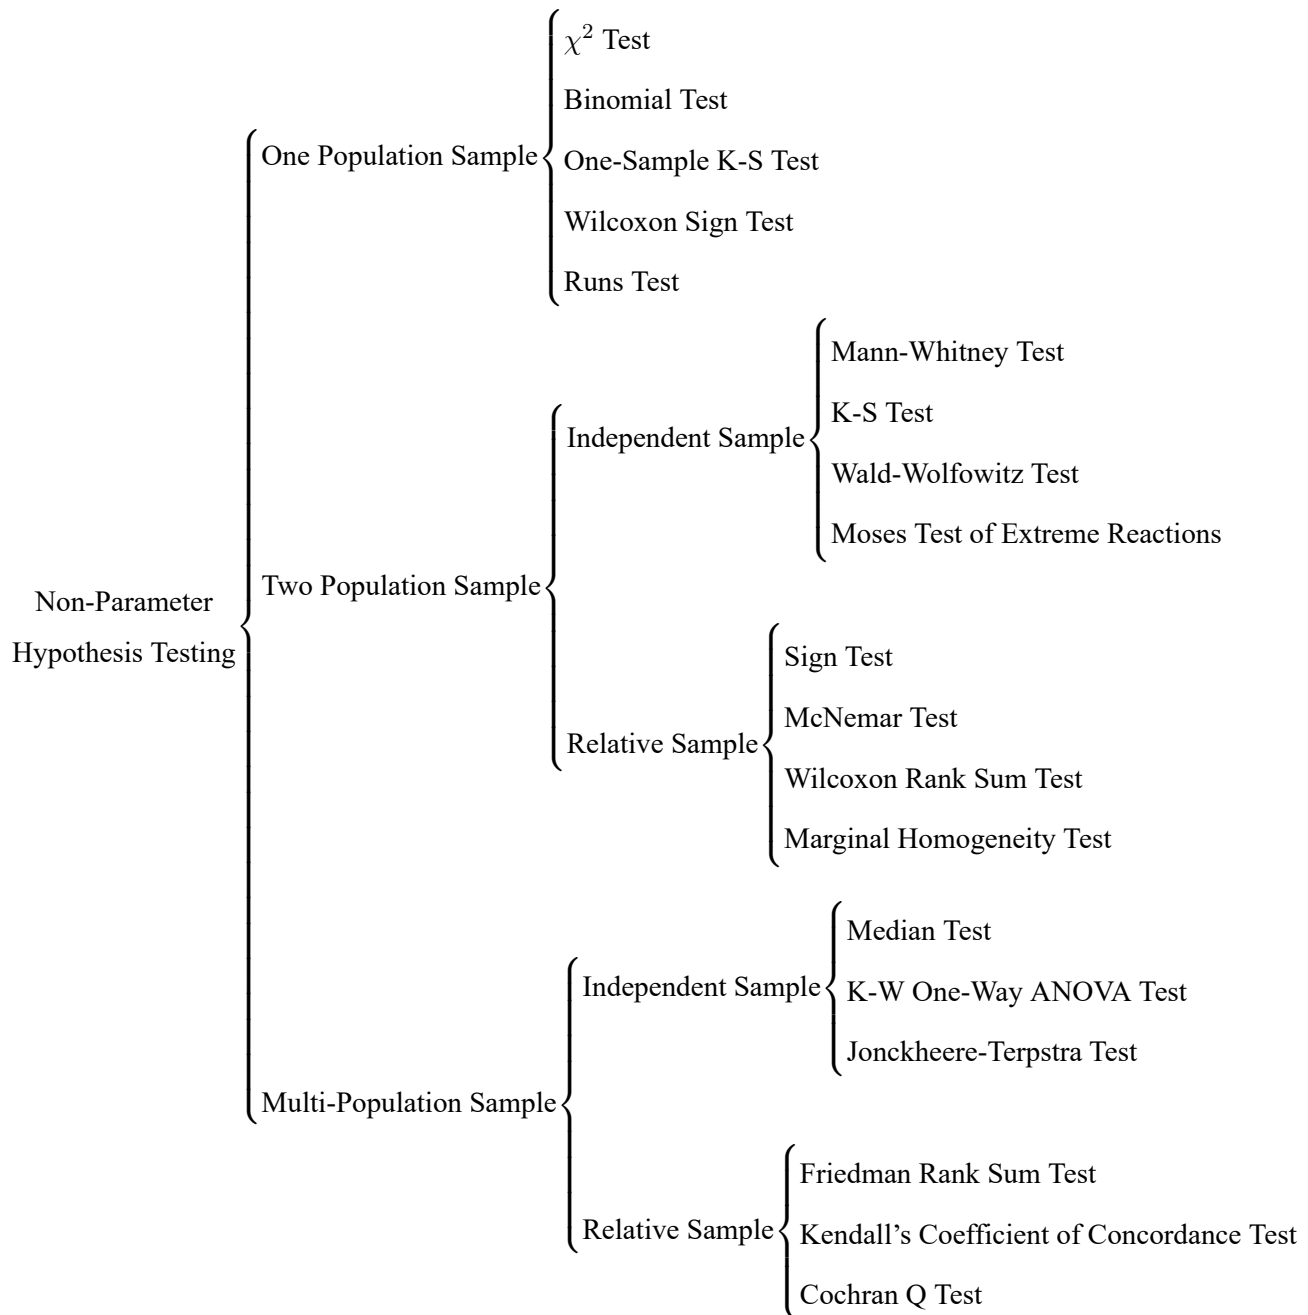 χ² Test
Binomial Test
One Population Sample
One-Sample K-S Test
Wilcoxon Sign Test
Runs Test
Mann-Whitney Test
K-S Test
Independent Sample
Wald-Wolfowitz Test
Moses Test of Extreme Reactions
Two Population Sample
Non-Parameter
Hypothesis Testing
Sign Test
McNemar Test
Relative Sample
Wilcoxon Rank Sum Test
Marginal Homogeneity Test
Median Test
Independent Sample
K-W One-Way ANOVA Test
Jonckheere-Terpstra Test
Multi-Population Sample
Friedman Rank Sum Test
Relative Sample
Kendall’s Coefficient of Concordance Test
Cochran Q Test